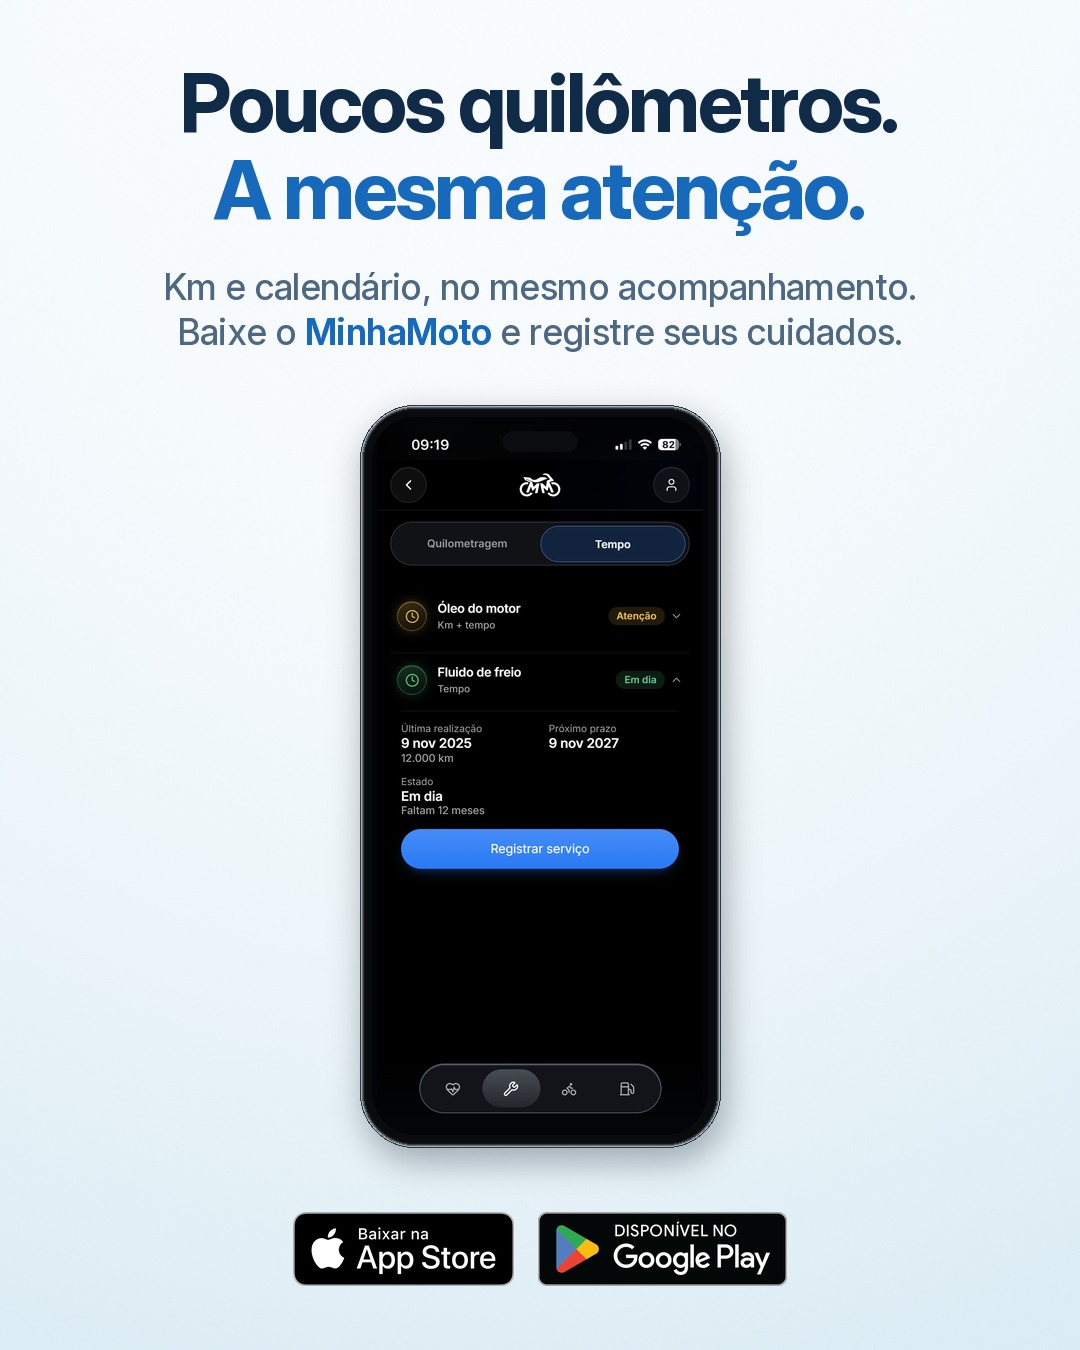 Poucos quilômetros.
A mesma atenção.
Km e calendário, no mesmo acompanhamento.
Baixe o MinhaMoto e registre seus cuidados.
09:19
82
MM
Quilometragem
Tempo
Óleo do motor
Km + tempo
Atenção
Fluido de freio
Tempo
Em dia
Última realização
9 nov 2025
12.000 km
Próximo prazo
9 nov 2027
Estado
Em dia
Faltam 12 meses
Registrar serviço
Baixar na
App Store
DISPONÍVEL NO
Google Play